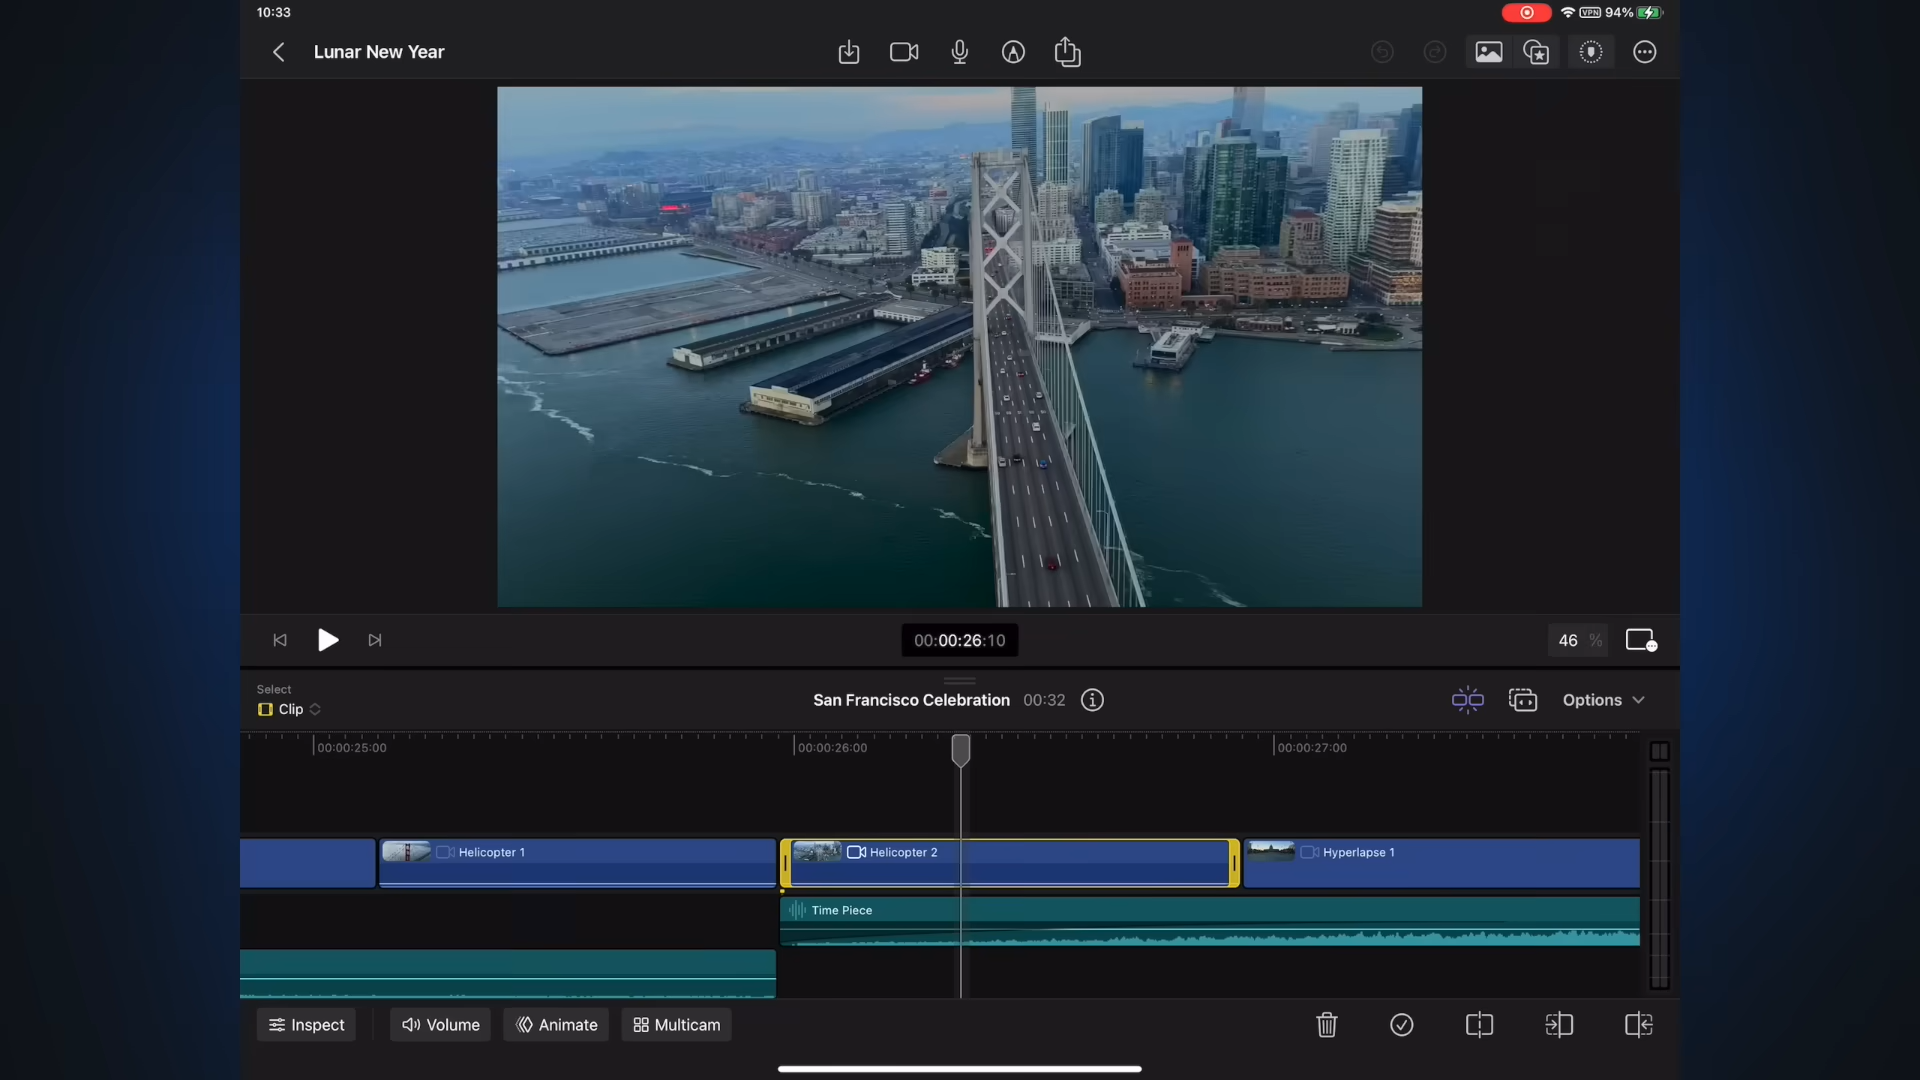 10:33
VPN 94%
Lunar New Year
00:00:26:10
46 %
Select
Clip
San Francisco Celebration 00:32
Options
00:00:25:00
00:00:26:00
00:00:27:00
Helicopter 1
Helicopter 2
Hyperlapse 1
Time Piece
Inspect
Volume
Animate
Multicam